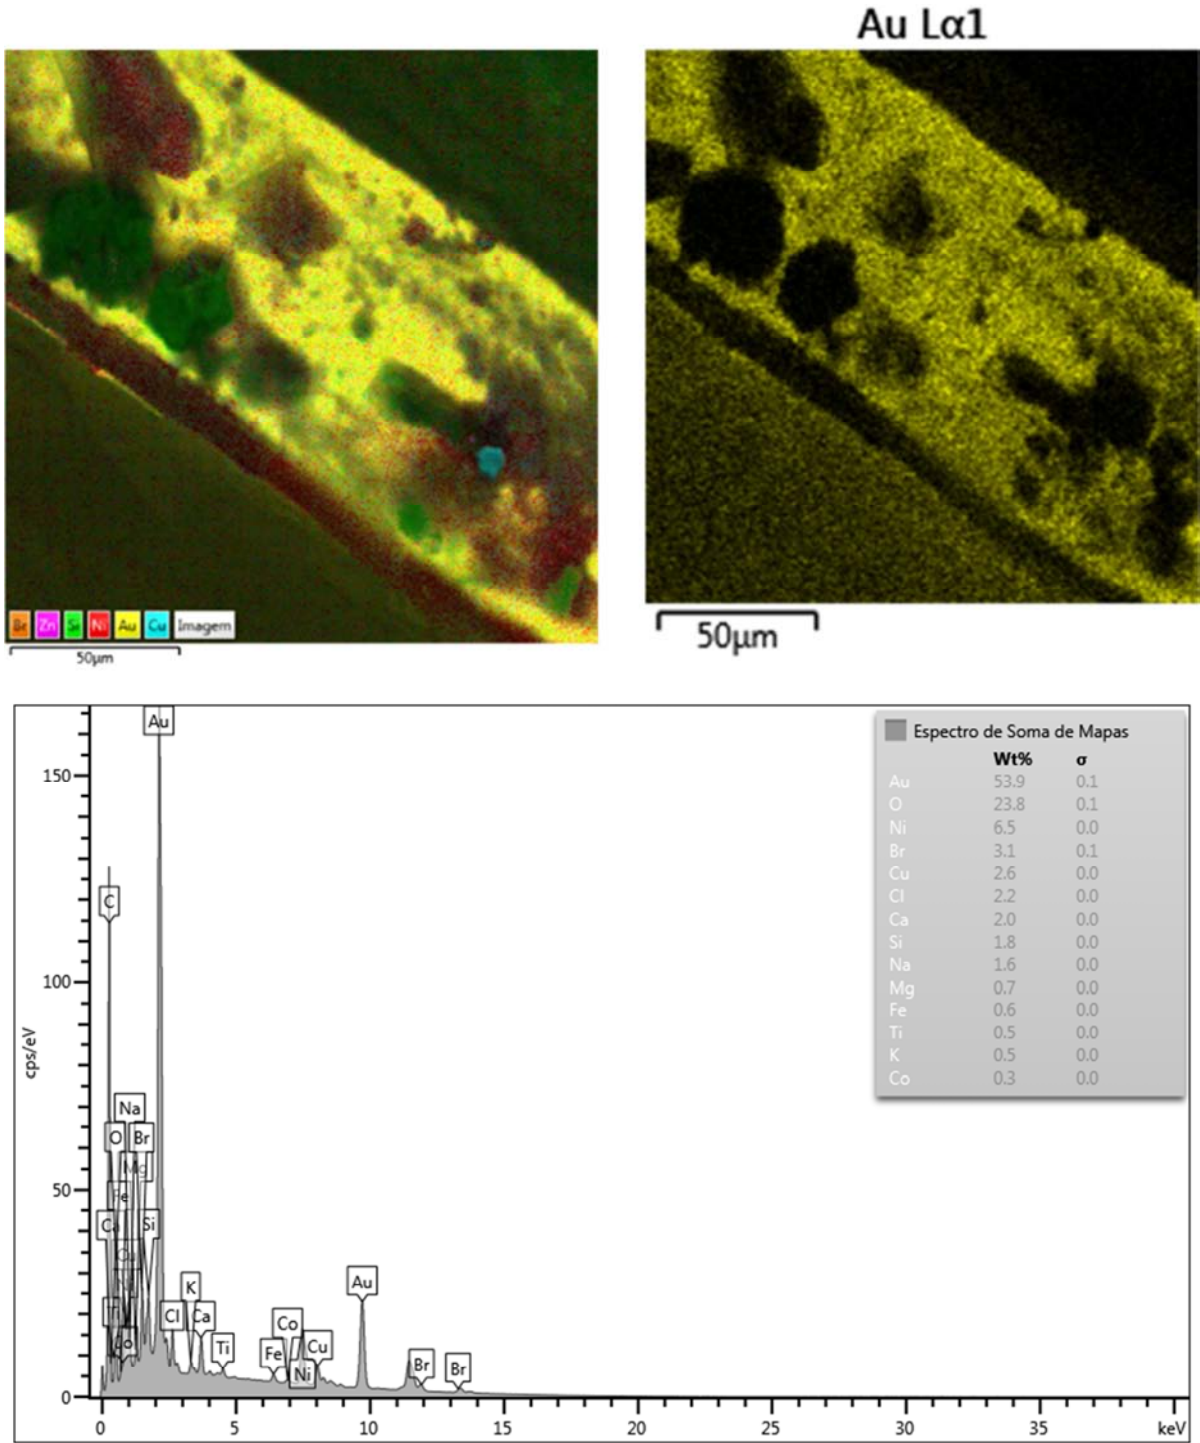 Au Lα1
Br Zn Si Ni Au Cu Imagem
50µm
50µm
Espectro de Soma de Mapas
Wt% σ
Au 53.9 0.1
O 23.8 0.1
Ni 6.5 0.0
Br 3.1 0.1
Cu 2.6 0.0
Cl 2.2 0.0
Ca 2.0 0.0
Si 1.8 0.0
Na 1.6 0.0
Mg 0.7 0.0
Fe 0.6 0.0
Ti 0.5 0.0
K 0.5 0.0
Co 0.3 0.0
Au
150
C
100
cps/eV
Na
O Br
Mg
50
Fe
Ca Si
Cu
K Au
Cl Ca
Co
Ti Fe Cu
Ni Br Br
0
0 5 10 15 20 25 30 35 keV